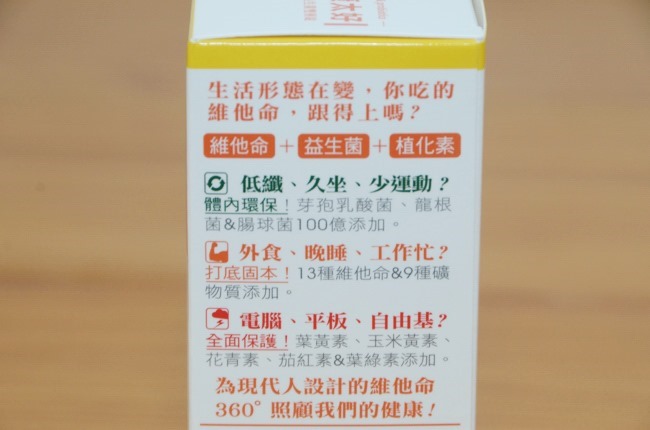 太好
生活形態在變，你吃的
維他命，跟得上嗎？
維他命+益生菌+植化素
低纖、久坐、少運動？
體內環保！芽孢乳酸菌、龍根
菌&腸球菌100億添加。
外食、晚睡、工作忙？
打底固本！13種維他命&9種礦
物質添加。
電腦、平板、自由基？
全面保護！葉黃素、玉米黃素、
花青素、茄紅素&葉綠素添加。
為現代人設計的維他命
360°照顧我們的健康！